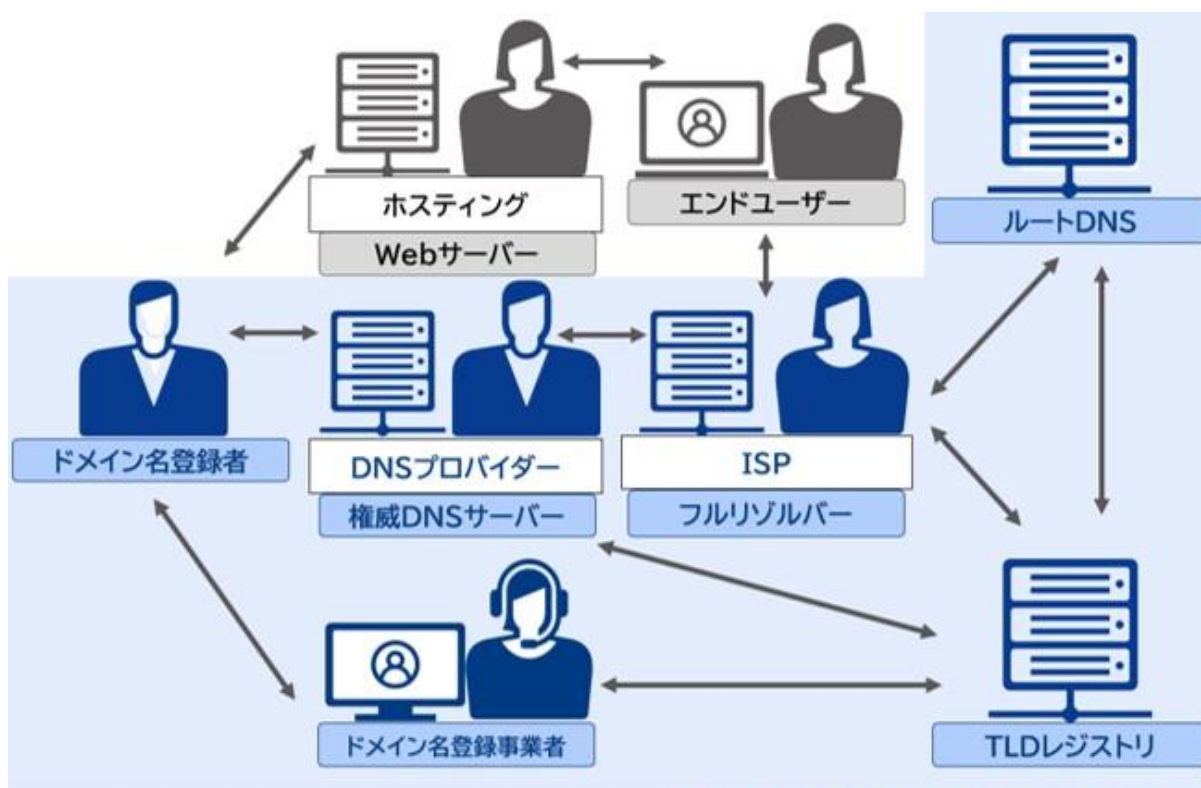 ホスティング
Webサーバー
エンドユーザー
ルートDNS
ドメイン名登録者
DNSプロバイダー
権威DNSサーバー
ISP
フルリゾルバー
ドメイン名登録事業者
TLDレジストリ